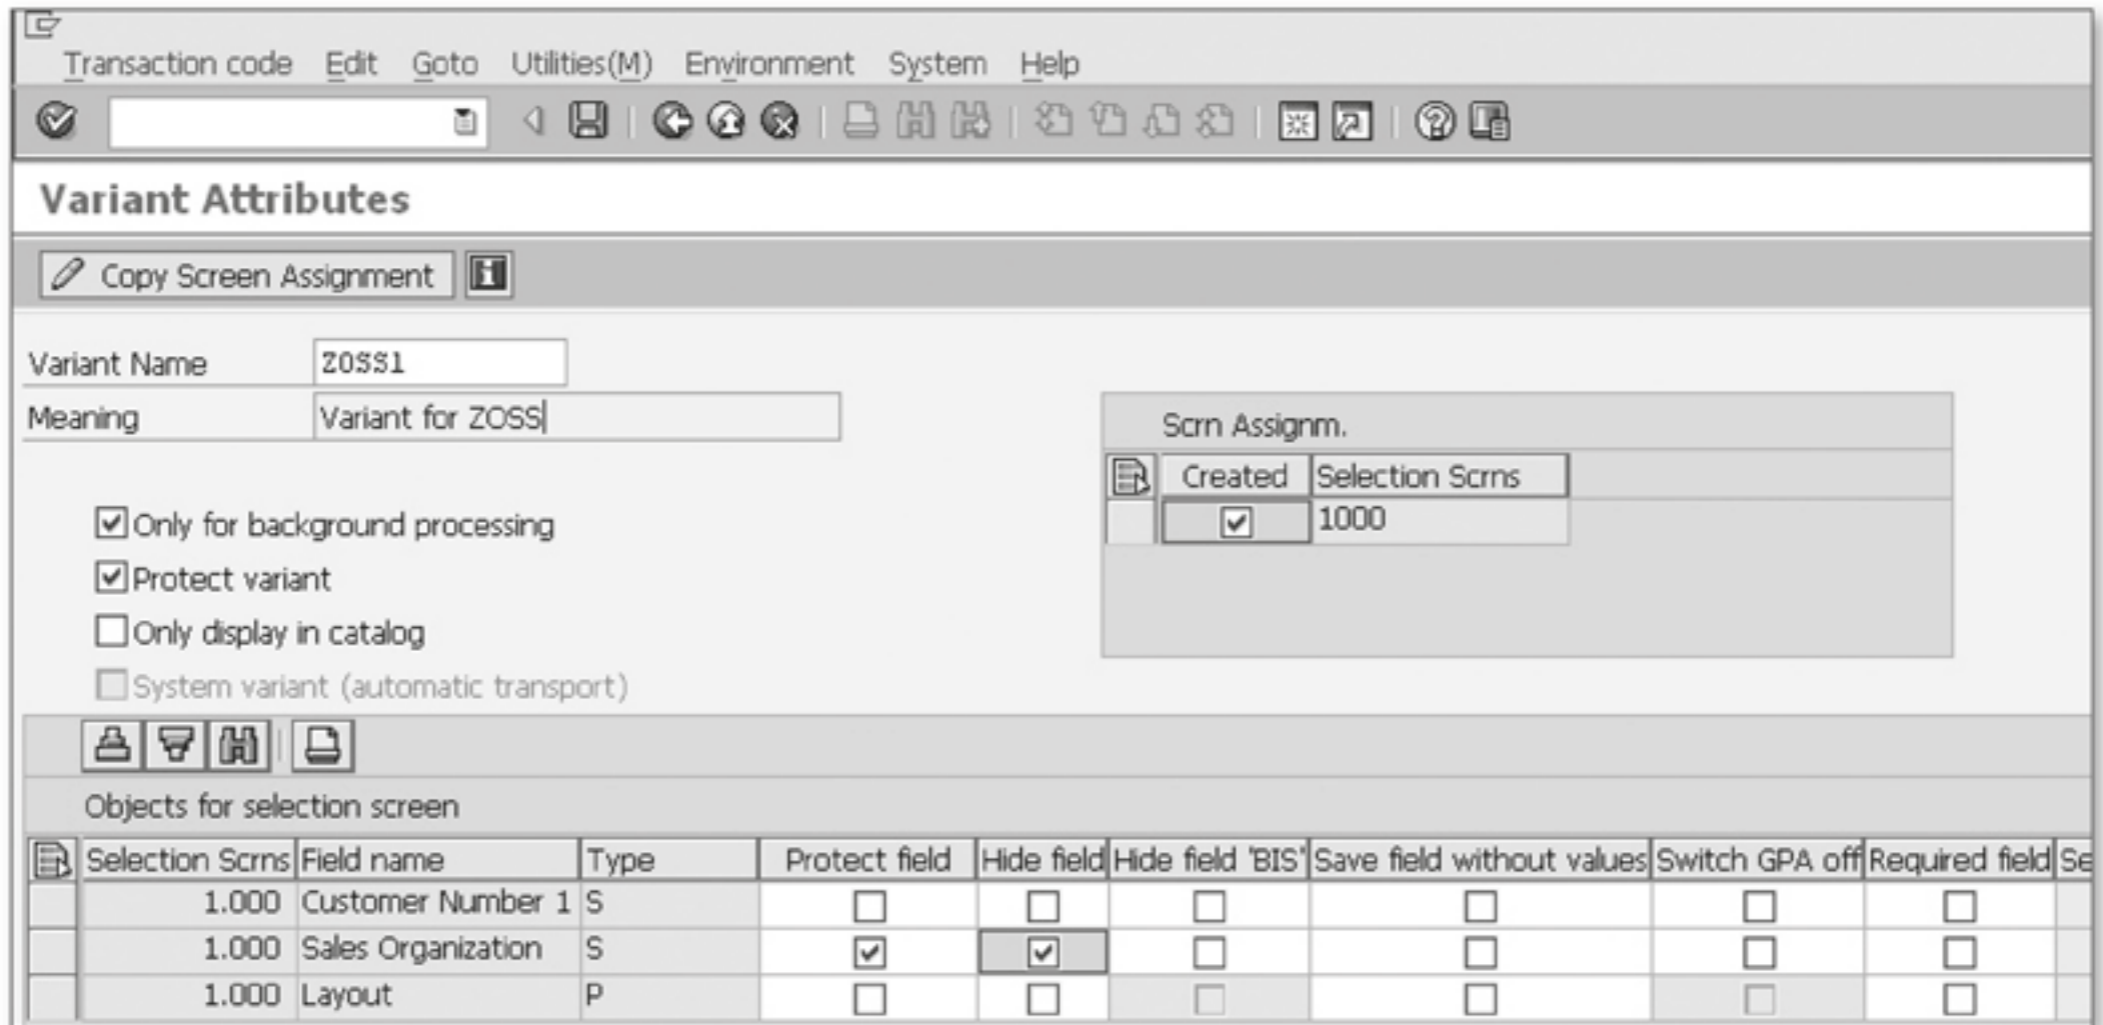 Transaction code Edit Goto Utilities(M) Environment System Help
Variant Attributes
Copy Screen Assignment
Variant Name ZOSS1
Meaning Variant for ZOSS
Scrn Assignm.
Created Selection Scrns
1000
Only for background processing
Protect variant
Only display in catalog
System variant (automatic transport)
Objects for selection screen
Selection Scrns Field name Type Protect field Hide field Hide field 'BIS' Save field without values Switch GPA off Required field Se
1.000 Customer Number 1 S
1.000 Sales Organization S
1.000 Layout P